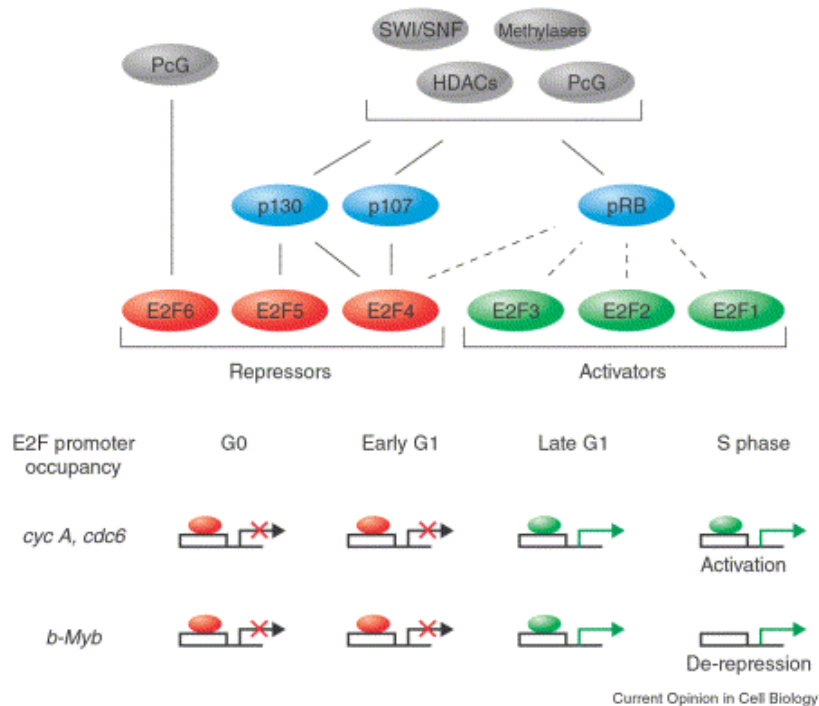 SWI/SNF Methylases
PcG
HDACs PcG
p130 p107 pRB
E2F6 E2F5 E2F4 E2F3 E2F2 E2F1
Repressors Activators
E2F promoter G0 Early G1 Late G1 S phase
occupancy
cyc A, cdc6
Activation
b-Myb
De-repression
Current Opinion in Cell Biology